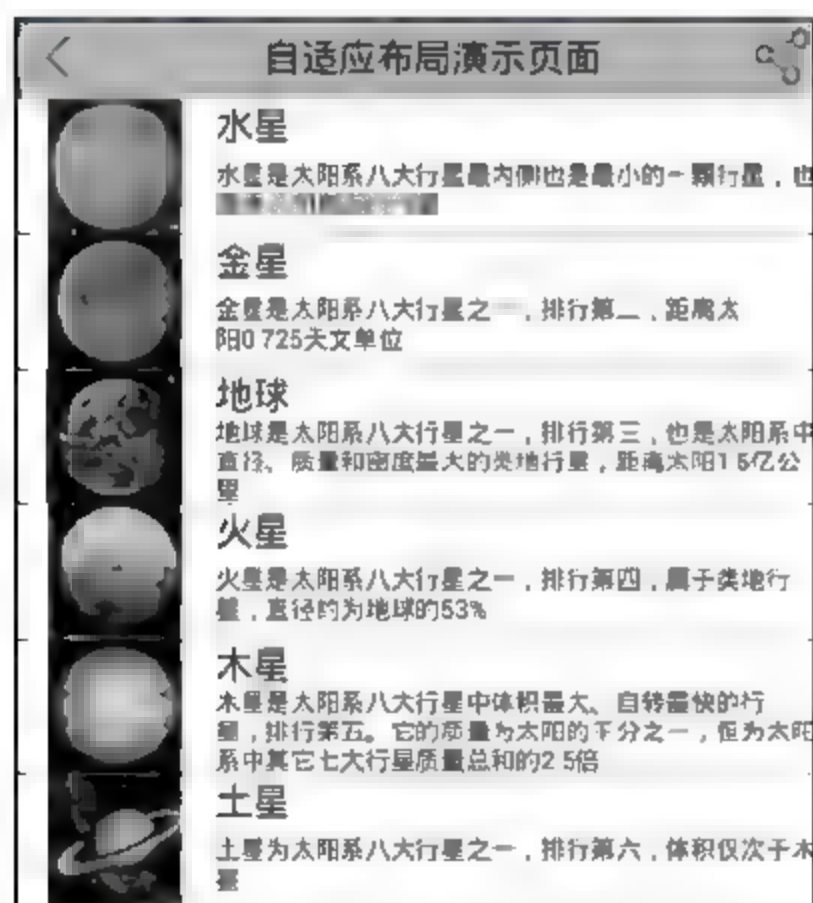 自适应布局演示页面
水星
水星是太阳系八大行星最内侧也是最小的一颗行星，也
金星
金星是太阳系八大行星之一，排行第二，距离太
阳0 725天文单位
地球
地球是太阳系八大行星之一，排行第三，也是太阳系中
直径、质量和密度最大的类地行星，距离太阳1 5亿公
里
火星
火星是太阳系八大行星之一，排行第四，属于类地行
星，直径约为地球的53%
木星
木星是太阳系八大行星中体积最大、自转最快的行
星，排行第五。它的质量为太阳的千分之一，但为太阳
系中其它七大行星质量总和的2 5倍
土星
土星为太阳系八大行星之一，排行第六，体积仅次于木
星